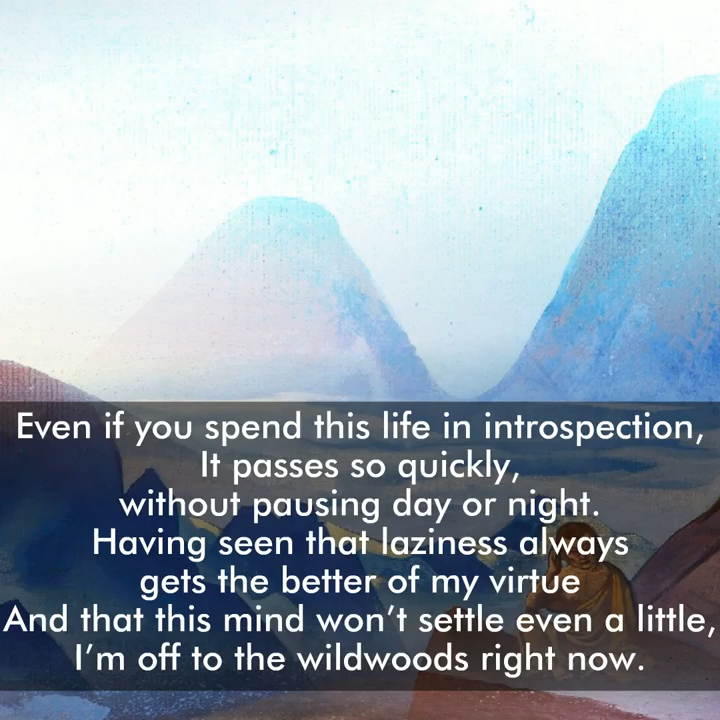 Even if you spend this life in introspection,
It passes so quickly,
without pausing day or night.
Having seen that laziness always
gets the better of my virtue
And that this mind won’t settle even a little,
I’m off to the wildwoods right now.